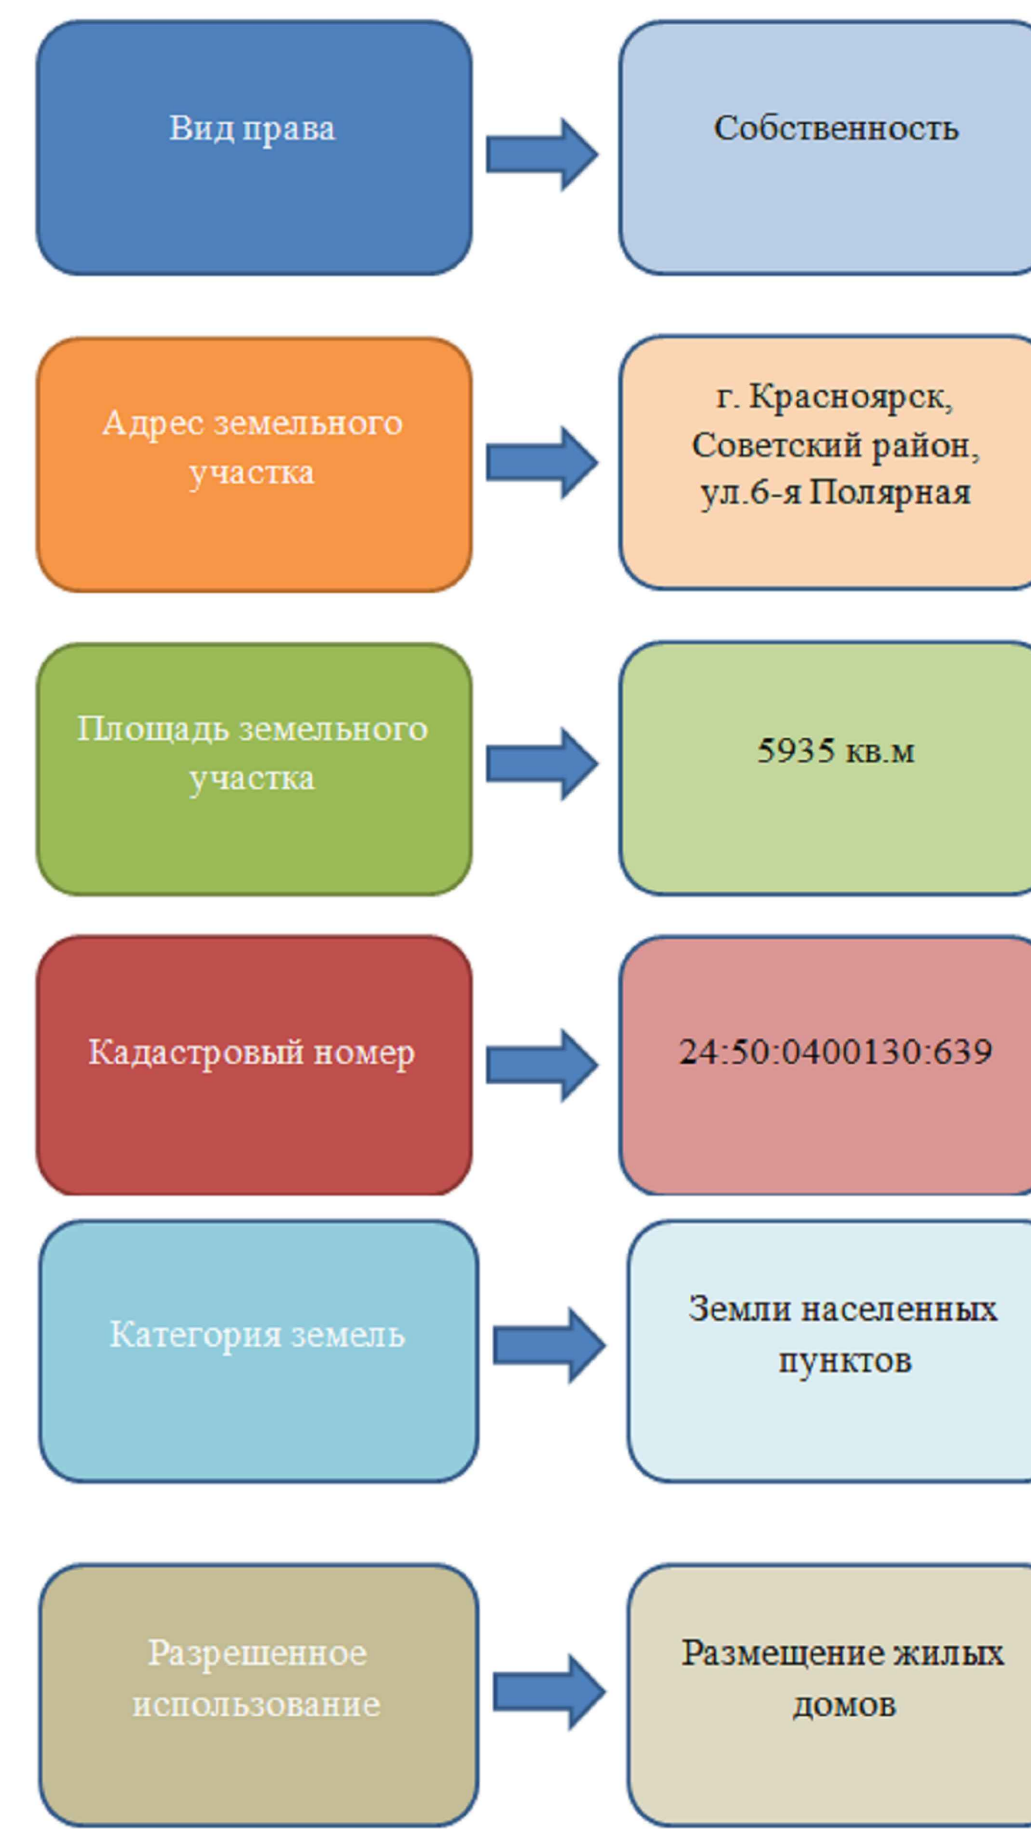 Вид права
Собственность
Адрес земельного
участка
г. Красноярск,
Советский район,
ул.6-я Полярная
Площадь земельного
участка
5935 кв.м
Кадастровый номер
24:50:0400130:639
Категория земель
Земли населенных
пунктов
Разрешенное
использование
Размещение жилых
домов